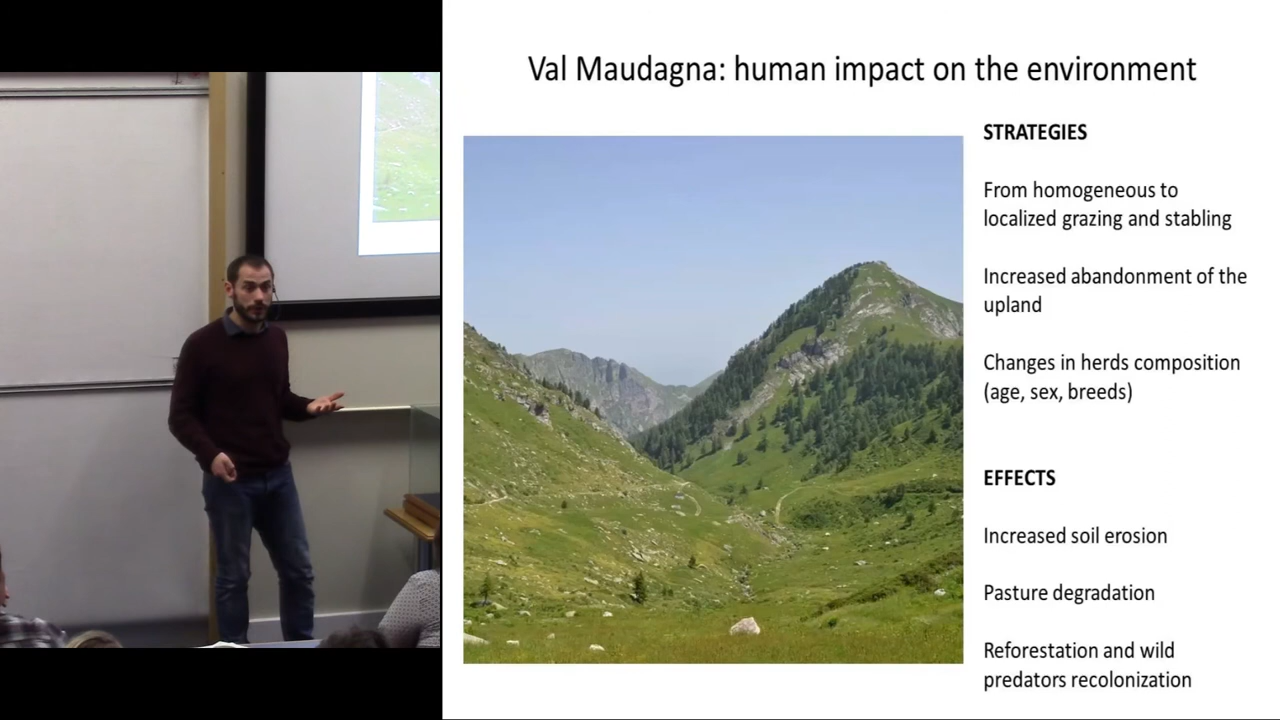 Val Maudagna: human impact on the environment
STRATEGIES
From homogeneous to
localized grazing and stabling
Increased abandonment of the
upland
Changes in herds composition
(age, sex, breeds)
EFFECTS
Increased soil erosion
Pasture degradation
Reforestation and wild
predators recolonization